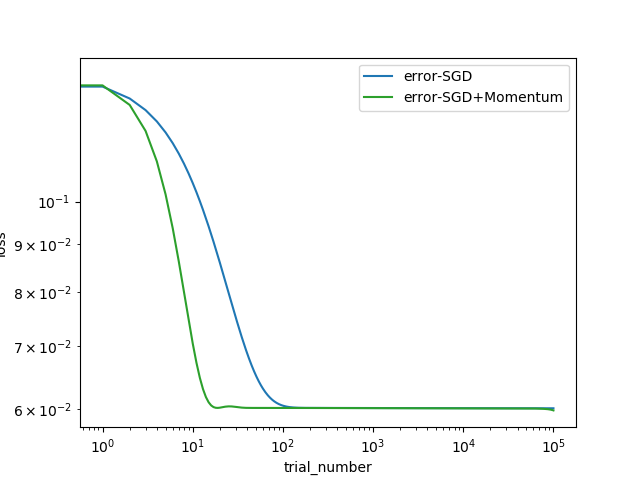 error-SGD
error-SGD+Momentum
10⁻¹
9 × 10⁻²
8 × 10⁻²
7 × 10⁻²
6 × 10⁻²
loss
10⁰
10¹
10²
10³
10⁴
10⁵
trial_number